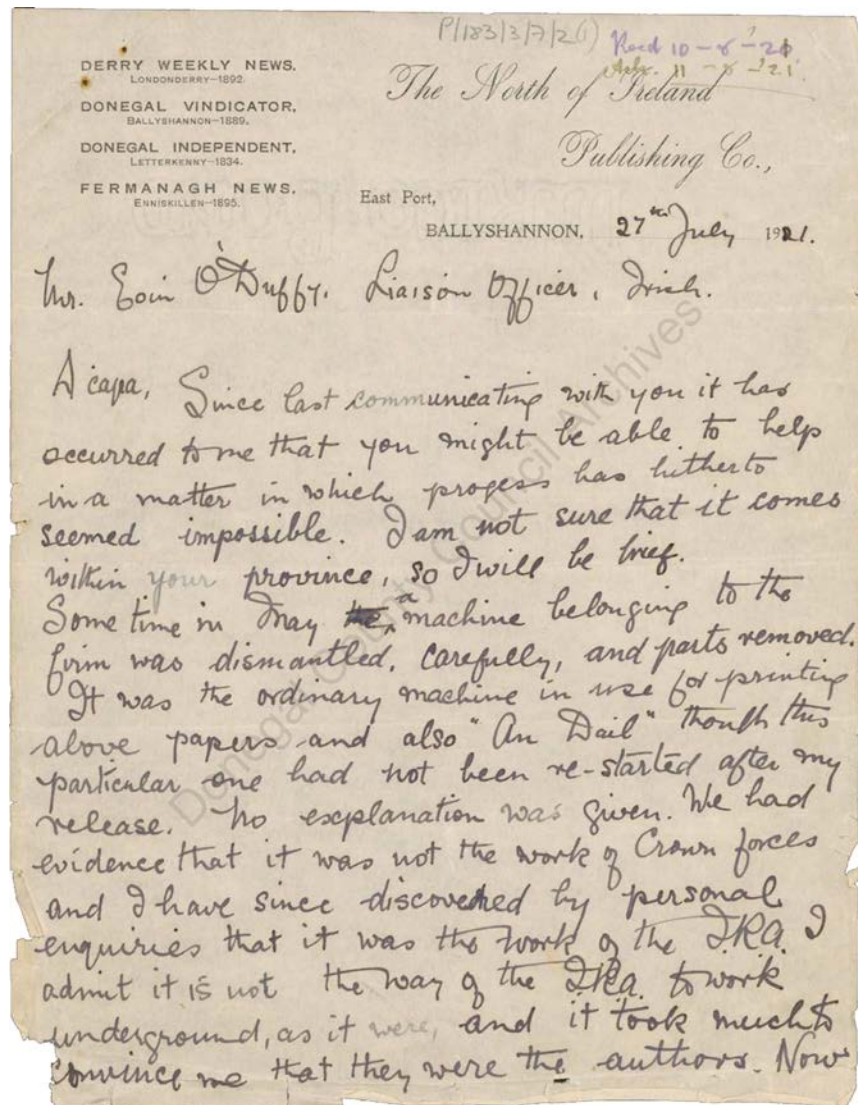 P/183/3/7/2(1)
Recd 10-8-21
11-8-21.
DERRY WEEKLY NEWS.
LONDONDERRY—1892.
DONEGAL VINDICATOR,
BALLYSHANNON—1889.
DONEGAL INDEPENDENT,
LETTERKENNY—1834.
FERMANAGH NEWS,
ENNISKILLEN—1895.
The North of Ireland
Publishing Co.,
East Port,
BALLYSHANNON, 27th July 1921.
Mr. Eoin O'Duffy. Liaison Officer, Irish.
A cara, Since last communicating with you it has
occurred to me that you might be able to help
in a matter in which progess has hitherto
seemed impossible. I am not sure that it comes
within your province, so I will be brief.
Some time in May a machine belonging to the
firm was dismantled, carefully, and parts removed.
It was the ordinary machine in use for printing
above papers and also "An Dail" though this
particular one had not been re-started after my
release. No explanation was given. We had
evidence that it was not the work of Crown forces
and I have since discovered by personal
enquiries that it was the work of the I.R.A. I
admit it is not the way of the I.R.A. to work
underground, as it were, and it took much to
convince me that they were the authors. Now
Donegal County Council Archives